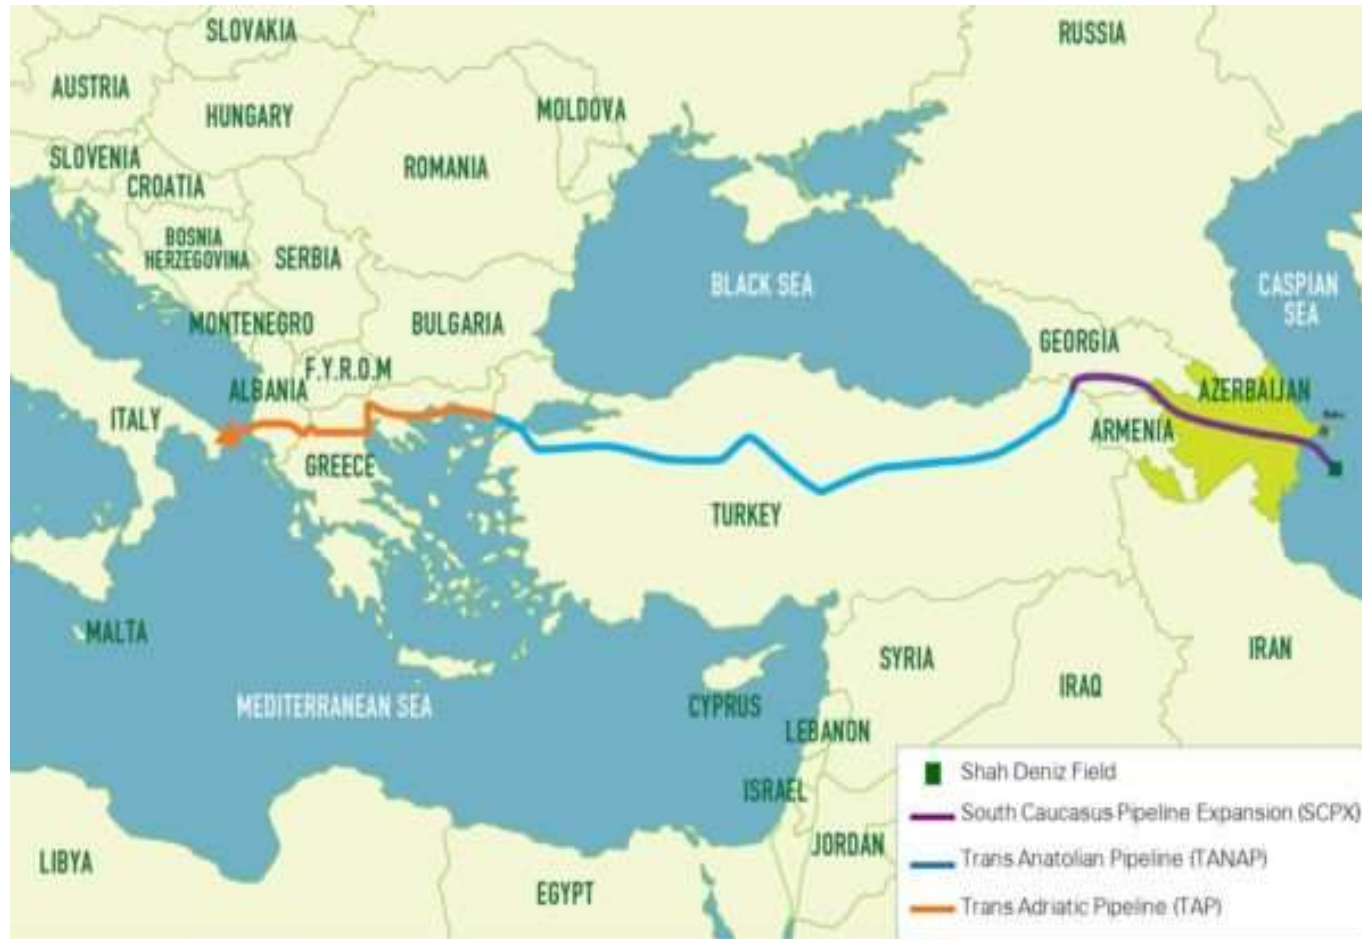 SLOVAKIA
RUSSIA
AUSTRIA
HUNGARY
MOLDOVA
SLOVENIA
ROMANIA
CROATIA
BOSNIA
HERZEGOVINA
SERBIA
BLACK SEA
CASPIAN
SEA
MONTENEGRO
BULGARIA
GEORGIA
F.Y.R.O.M
ALBANIA
AZERBAIJAN
ITALY
ARMENIA
GREECE
TURKEY
MALTA
SYRIA
IRAN
IRAQ
MEDITERRANEAN SEA
CYPRUS
LEBANON
ISRAEL
JORDAN
LIBYA
EGYPT
Shah Deniz Field
South Caucasus Pipeline Expansion (SCPX)
Trans Anatolian Pipeline (TANAP)
Trans Adriatic Pipeline (TAP)